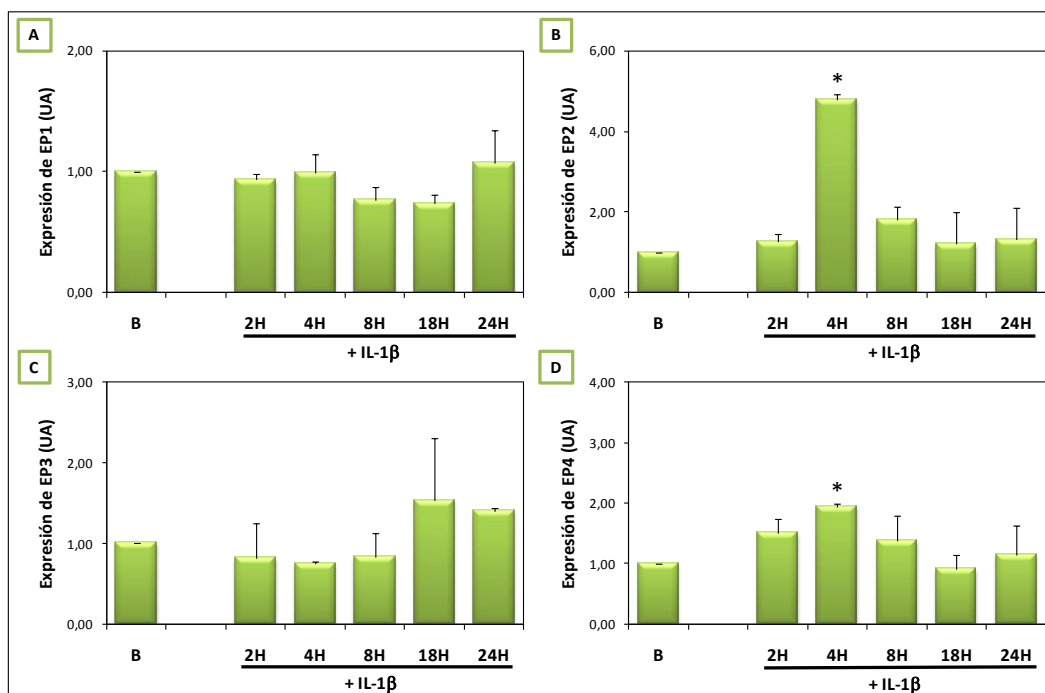 A
Expresión de EP1 (UA)
2,00
1,00
0,00
B
2H 4H 8H 18H 24H
+ IL-1β
B
Expresión de EP2 (UA)
6,00
4,00
2,00
0,00
*
B
2H 4H 8H 18H 24H
+ IL-1β
C
Expresión de EP3 (UA)
3,00
2,00
1,00
0,00
B
2H 4H 8H 18H 24H
+ IL-1β
D
Expresión de EP4 (UA)
4,00
3,00
2,00
1,00
0,00
*
B
2H 4H 8H 18H 24H
+ IL-1β